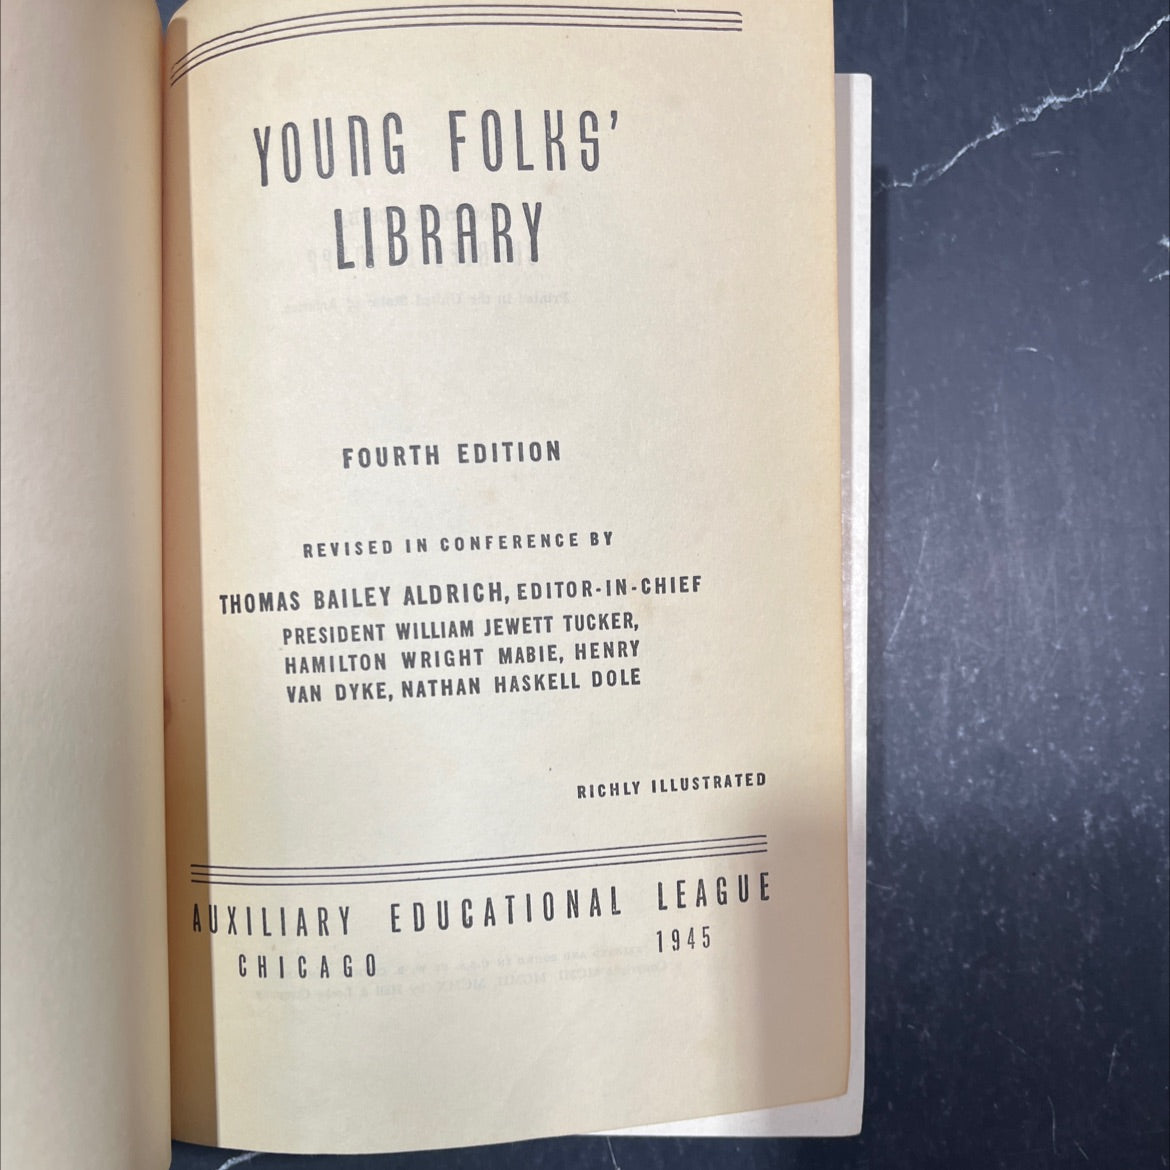 YOUNG FOLKS'
LIBRARY
FOURTH EDITION
REVISED IN CONFERENCE BY
THOMAS BAILEY ALDRICH, EDITOR-IN-CHIEF
PRESIDENT WILLIAM JEWETT TUCKER,
HAMILTON WRIGHT MABIE, HENRY
VAN DYKE, NATHAN HASKELL DOLE
RICHLY ILLUSTRATED
AUXILIARY EDUCATIONAL LEAGUE
CHICAGO 1945